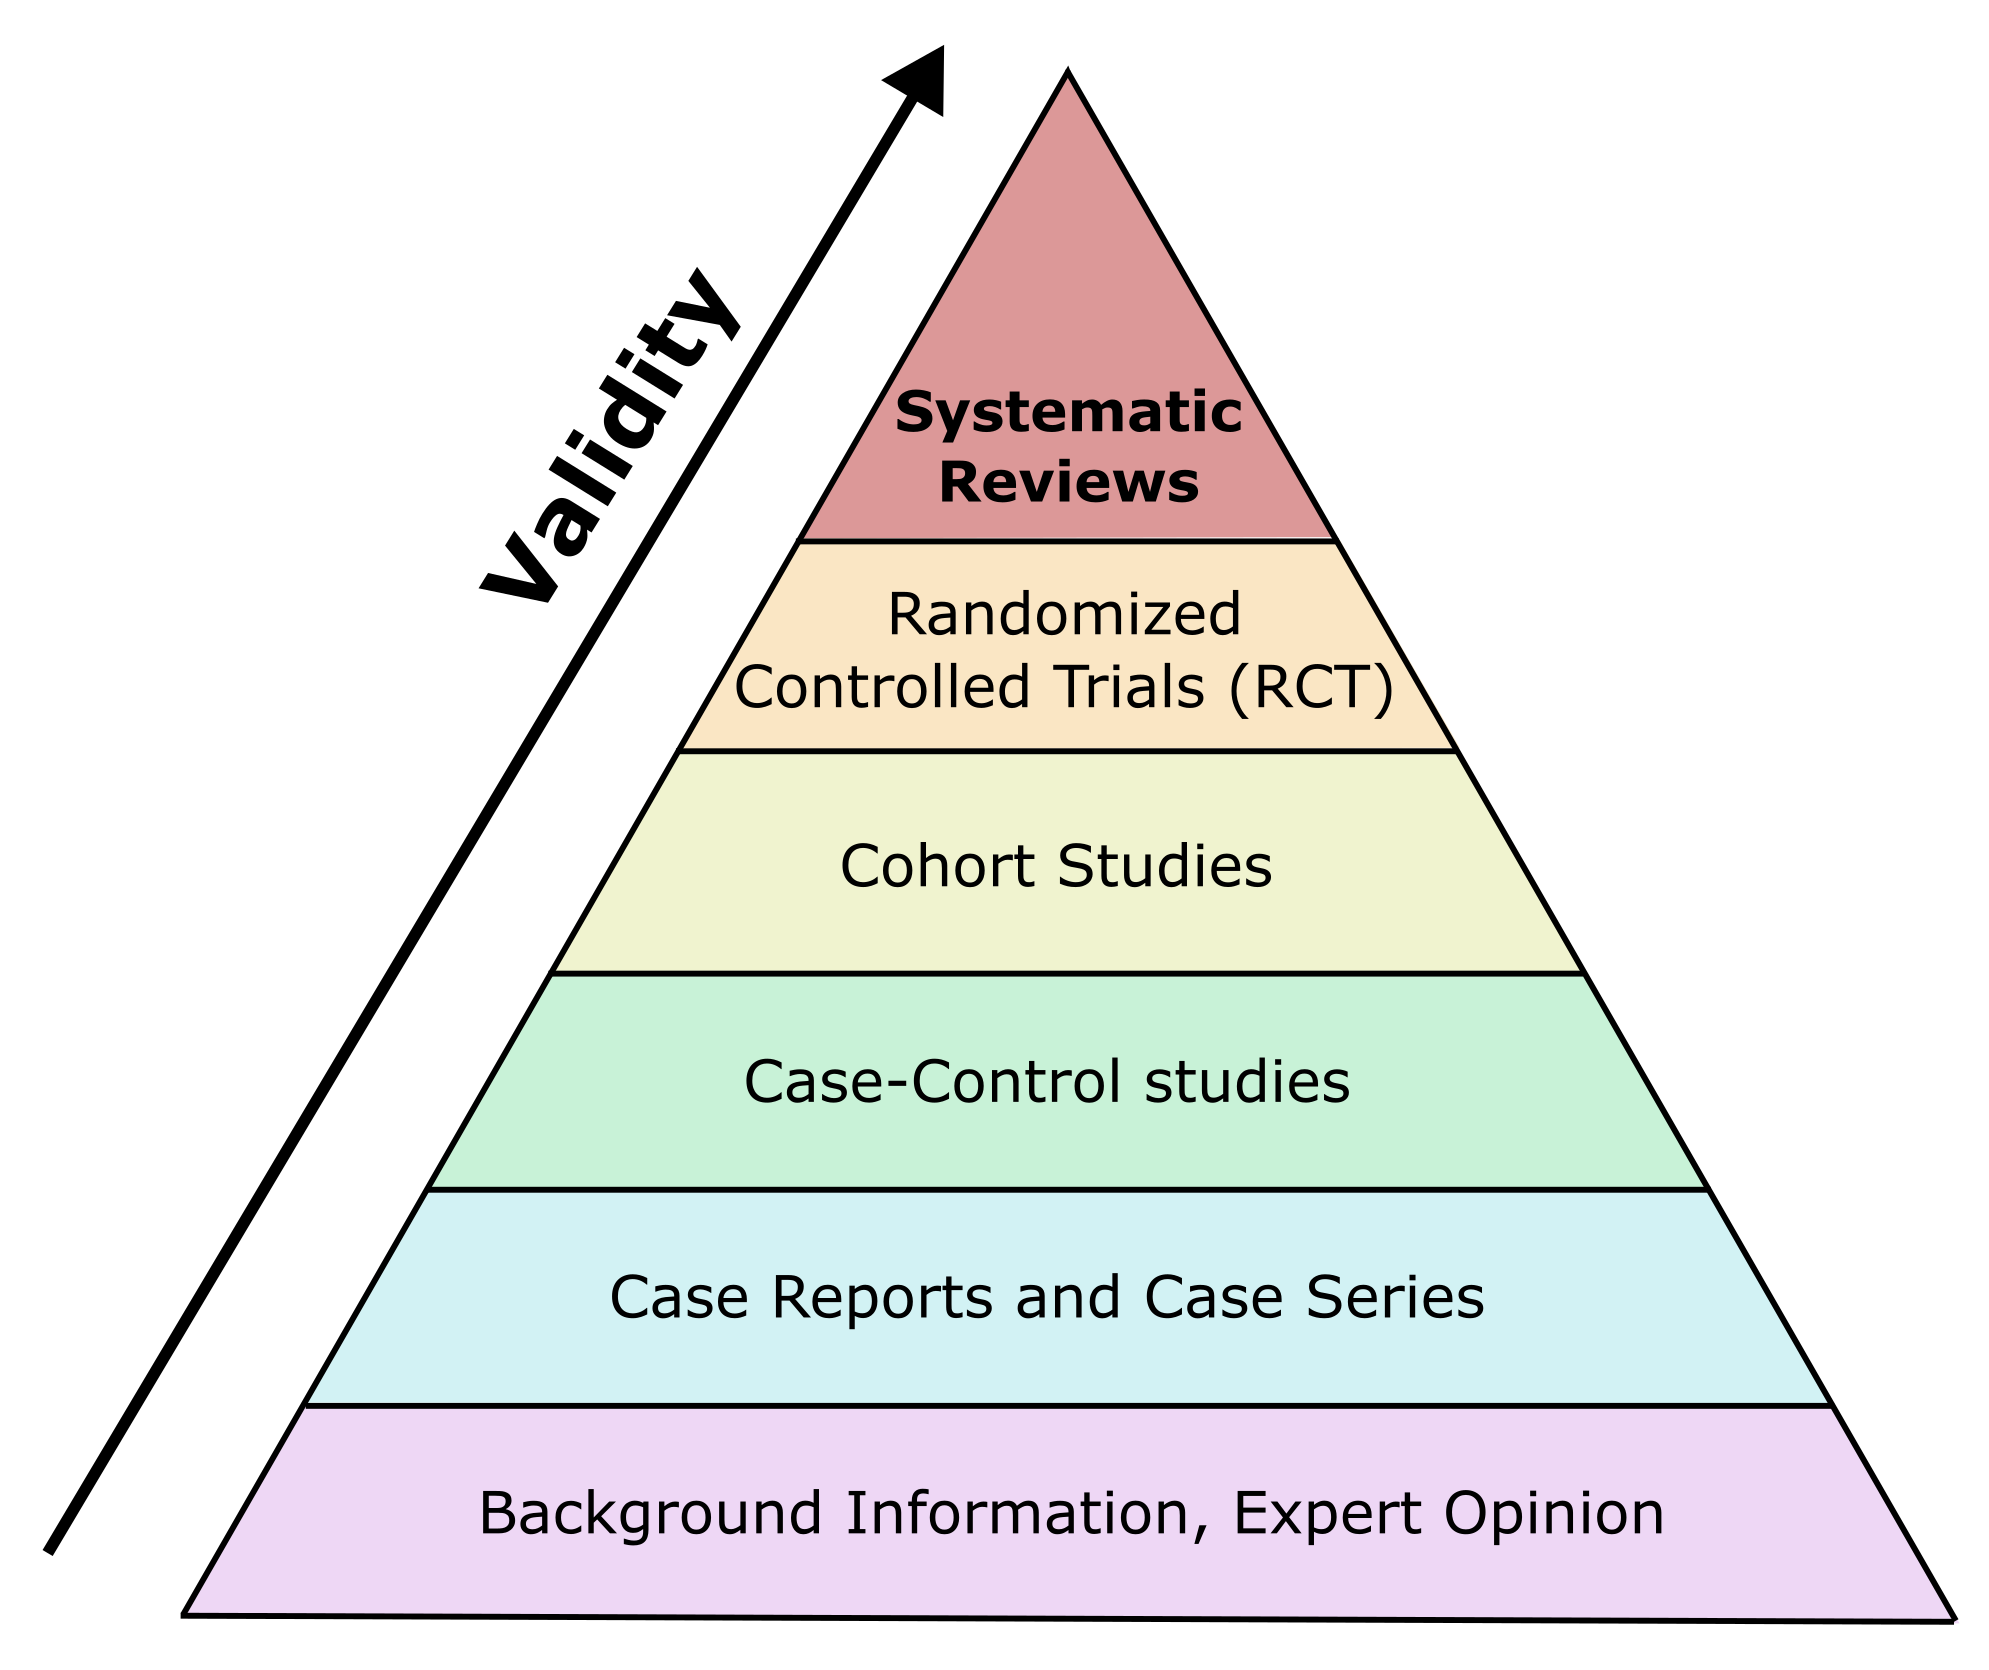 Validity
Systematic
Reviews
Randomized
Controlled Trials (RCT)
Cohort Studies
Case-Control studies
Case Reports and Case Series
Background Information, Expert Opinion